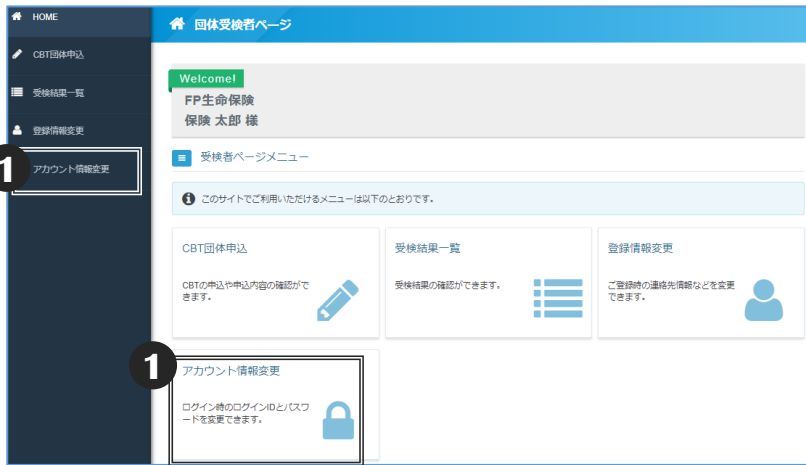 HOME
CBT団体申込
受検結果一覧
登録情報変更
1
アカウント情報変更
団体受検者ページ
Welcome!
FP生命保険
保険 太郎 様
受検者ページメニュー
このサイトでご利用いただけるメニューは以下のとおりです。
CBT団体申込
CBTの申込や申込内容の確認がで
きます。
受検結果一覧
受検結果の確認ができます。
登録情報変更
ご登録時の連絡先情報などを変更
できます。
1
アカウント情報変更
ログイン時のログインIDとパスワ
ードを変更できます。